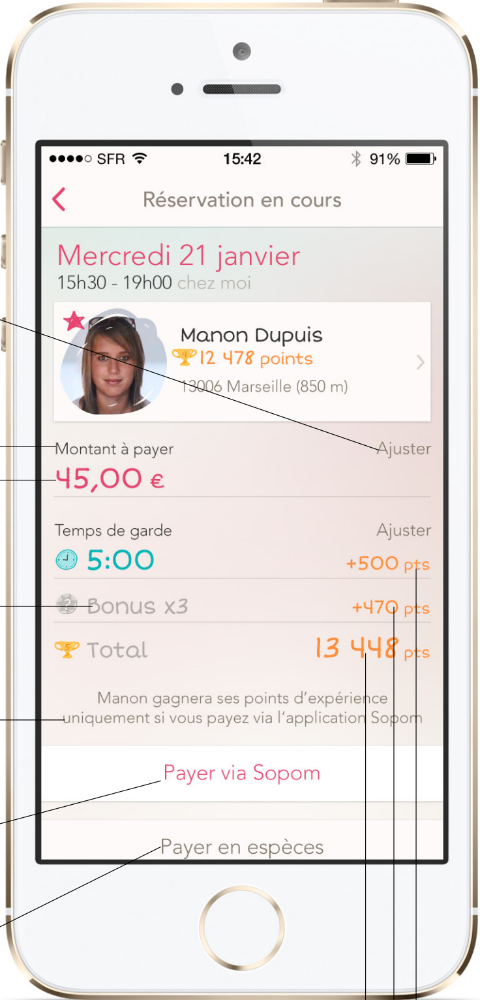 SFR 15:42 91%
Réservation en cours
Mercredi 21 janvier
15h30 - 19h00 chez moi
Manon Dupuis
4 12 478 points
13006 Marseille (850 m)
Montant à payer Ajuster
45,00 €
Temps de garde Ajuster
5:00 +500 pts
? Bonus x3 +470 pts
5 Total 13 448 pts
Manon gagnera ses points d’expérience
uniquement si vous payez via l’application Sopom
Payer via Sopom
Payer en espèces